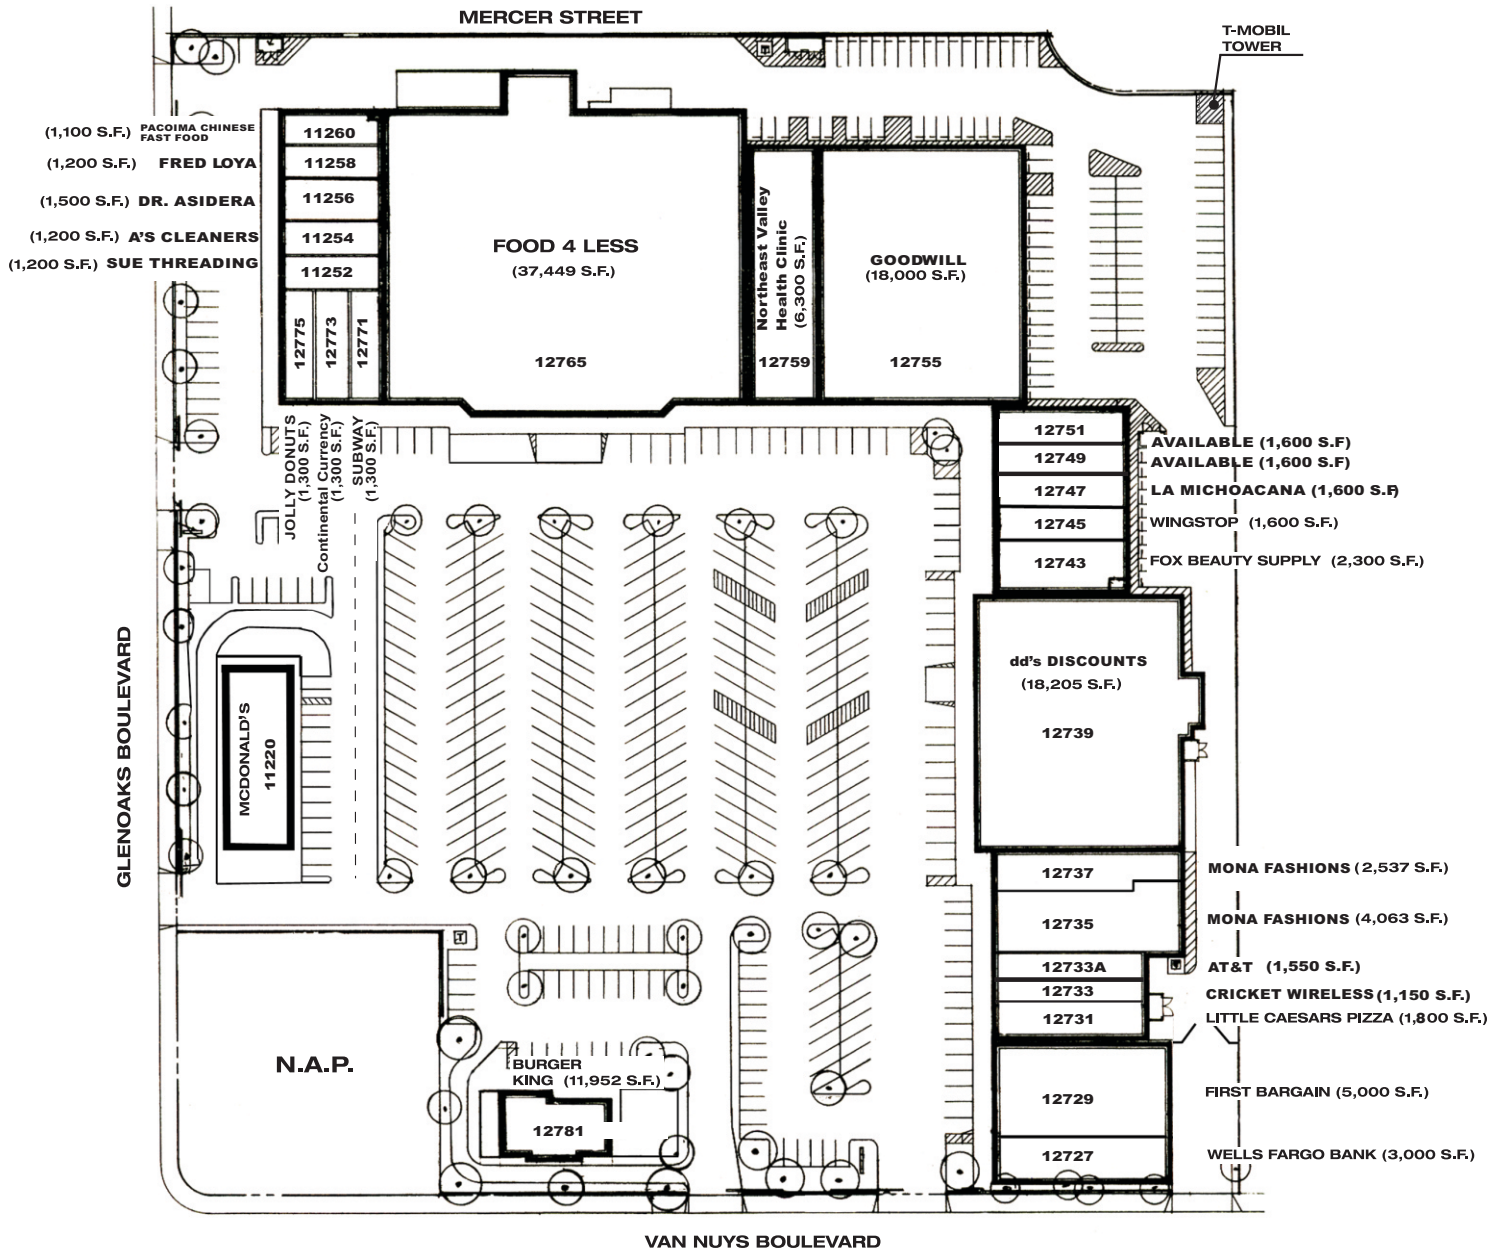 MERCER STREET
T-MOBIL
TOWER
(1,100 S.F.) PACOIMA CHINESE
FAST FOOD
11260
(1,200 S.F.) FRED LOYA
11258
(1,500 S.F.) DR. ASIDERA
11256
(1,200 S.F.) A'S CLEANERS
11254
(1,200 S.F.) SUE THREADING
11252
12775
12773
12771
JOLLY DONUTS
(1,300 S.F.)
Continental Currency
(1,300 S.F.)
SUBWAY
(1,300 S.F.)
FOOD 4 LESS
(37,449 S.F.)
12765
Northeast Valley
Health Clinic
(6,300 S.F.)
12759
GOODWILL
(18,000 S.F.)
12755
12751
AVAILABLE (1,600 S.F)
12749
AVAILABLE (1,600 S.F)
12747
LA MICHOACANA (1,600 S.F)
12745
WINGSTOP (1,600 S.F.)
12743
FOX BEAUTY SUPPLY (2,300 S.F.)
dd's DISCOUNTS
(18,205 S.F.)
12739
GLENOAKS BOULEVARD
MCDONALD'S
11220
12737
MONA FASHIONS (2,537 S.F.)
12735
MONA FASHIONS (4,063 S.F.)
12733A
AT&T (1,550 S.F.)
12733
CRICKET WIRELESS (1,150 S.F.)
12731
LITTLE CAESARS PIZZA (1,800 S.F.)
N.A.P.
BURGER
KING (11,952 S.F.)
12781
12729
FIRST BARGAIN (5,000 S.F.)
12727
WELLS FARGO BANK (3,000 S.F.)
VAN NUYS BOULEVARD